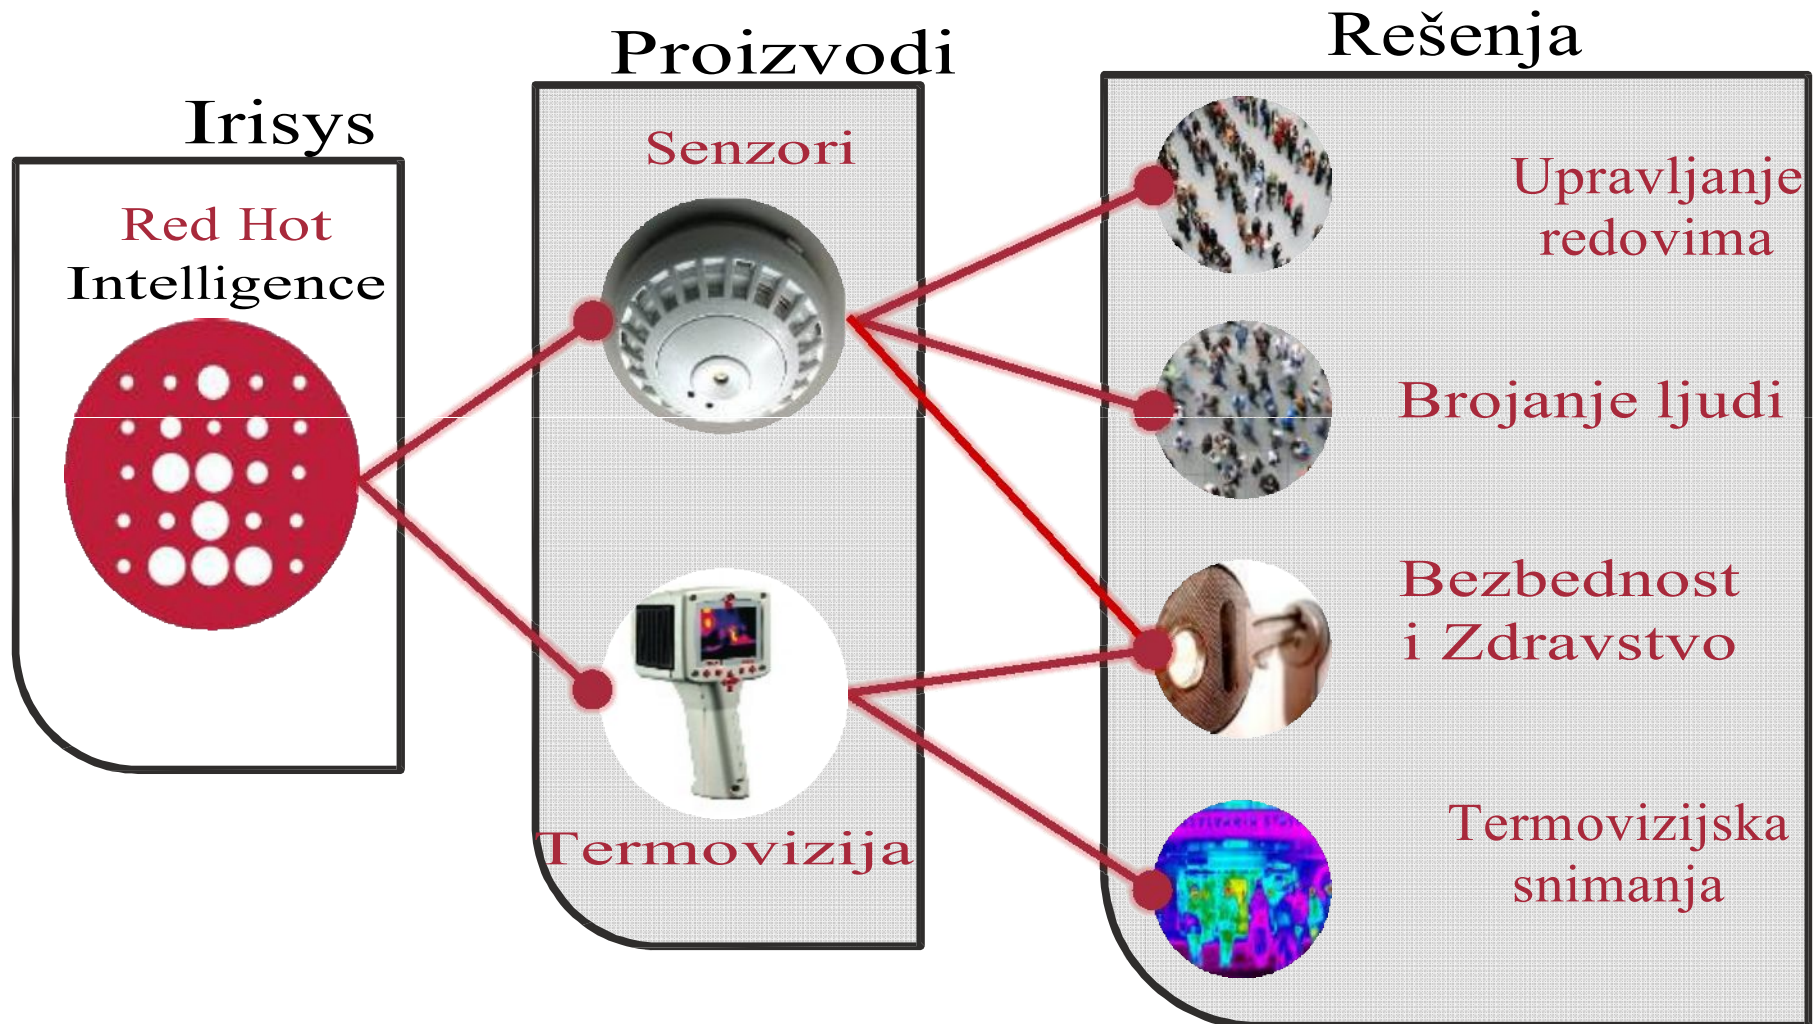 Irisys
Red Hot
Intelligence
Proizvodi
Senzori
Termovizija
Rešenja
Upravljanje
redovima
Brojanje ljudi
Bezbednost
i Zdravstvo
Termovizijska
snimanja